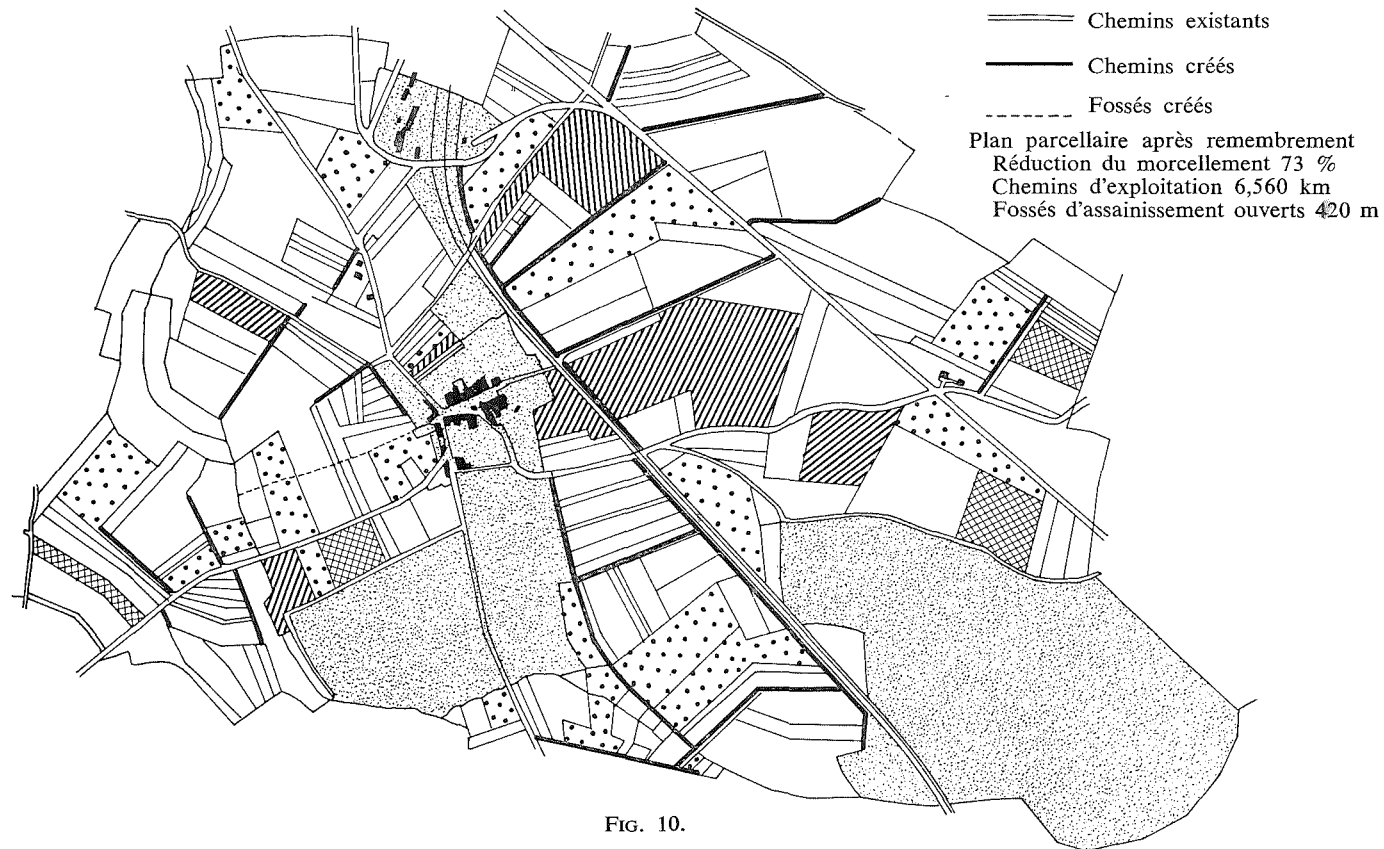 Chemins existants
Chemins créés
Fossés créés
Plan parcellaire après remembrement
Réduction du morcellement 73 %
Chemins d'exploitation 6,560 km
Fossés d'assainissement ouverts 420 m
FIG. 10.